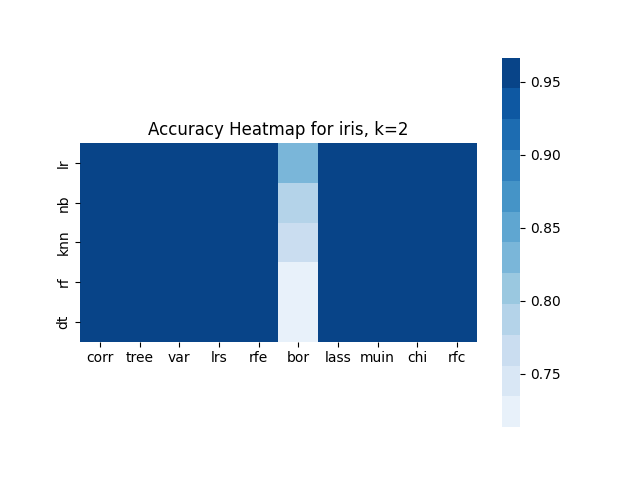 Accuracy Heatmap for iris, k=2
lr
nb
knn
rf
dt
corr tree var lrs rfe bor lass muin chi rfc
0.95
0.90
0.85
0.80
0.75